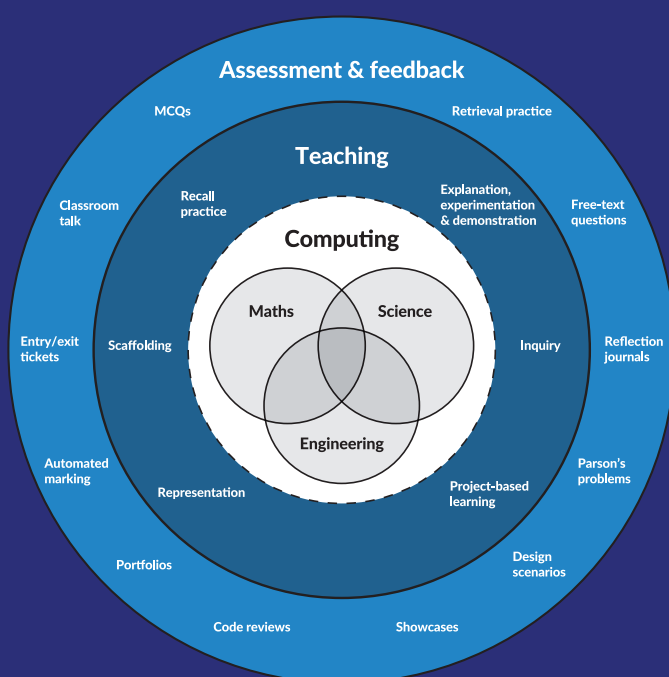 Assessment & feedback
MCQs
Retrieval practice
Classroom
talk
Free-text
questions
Entry/exit
tickets
Reflection
journals
Automated
marking
Parson's
problems
Portfolios
Design
scenarios
Code reviews
Showcases
Teaching
Recall
practice
Explanation,
experimentation
& demonstration
Scaffolding
Inquiry
Representation
Project-based
learning
Computing
Maths
Science
Engineering